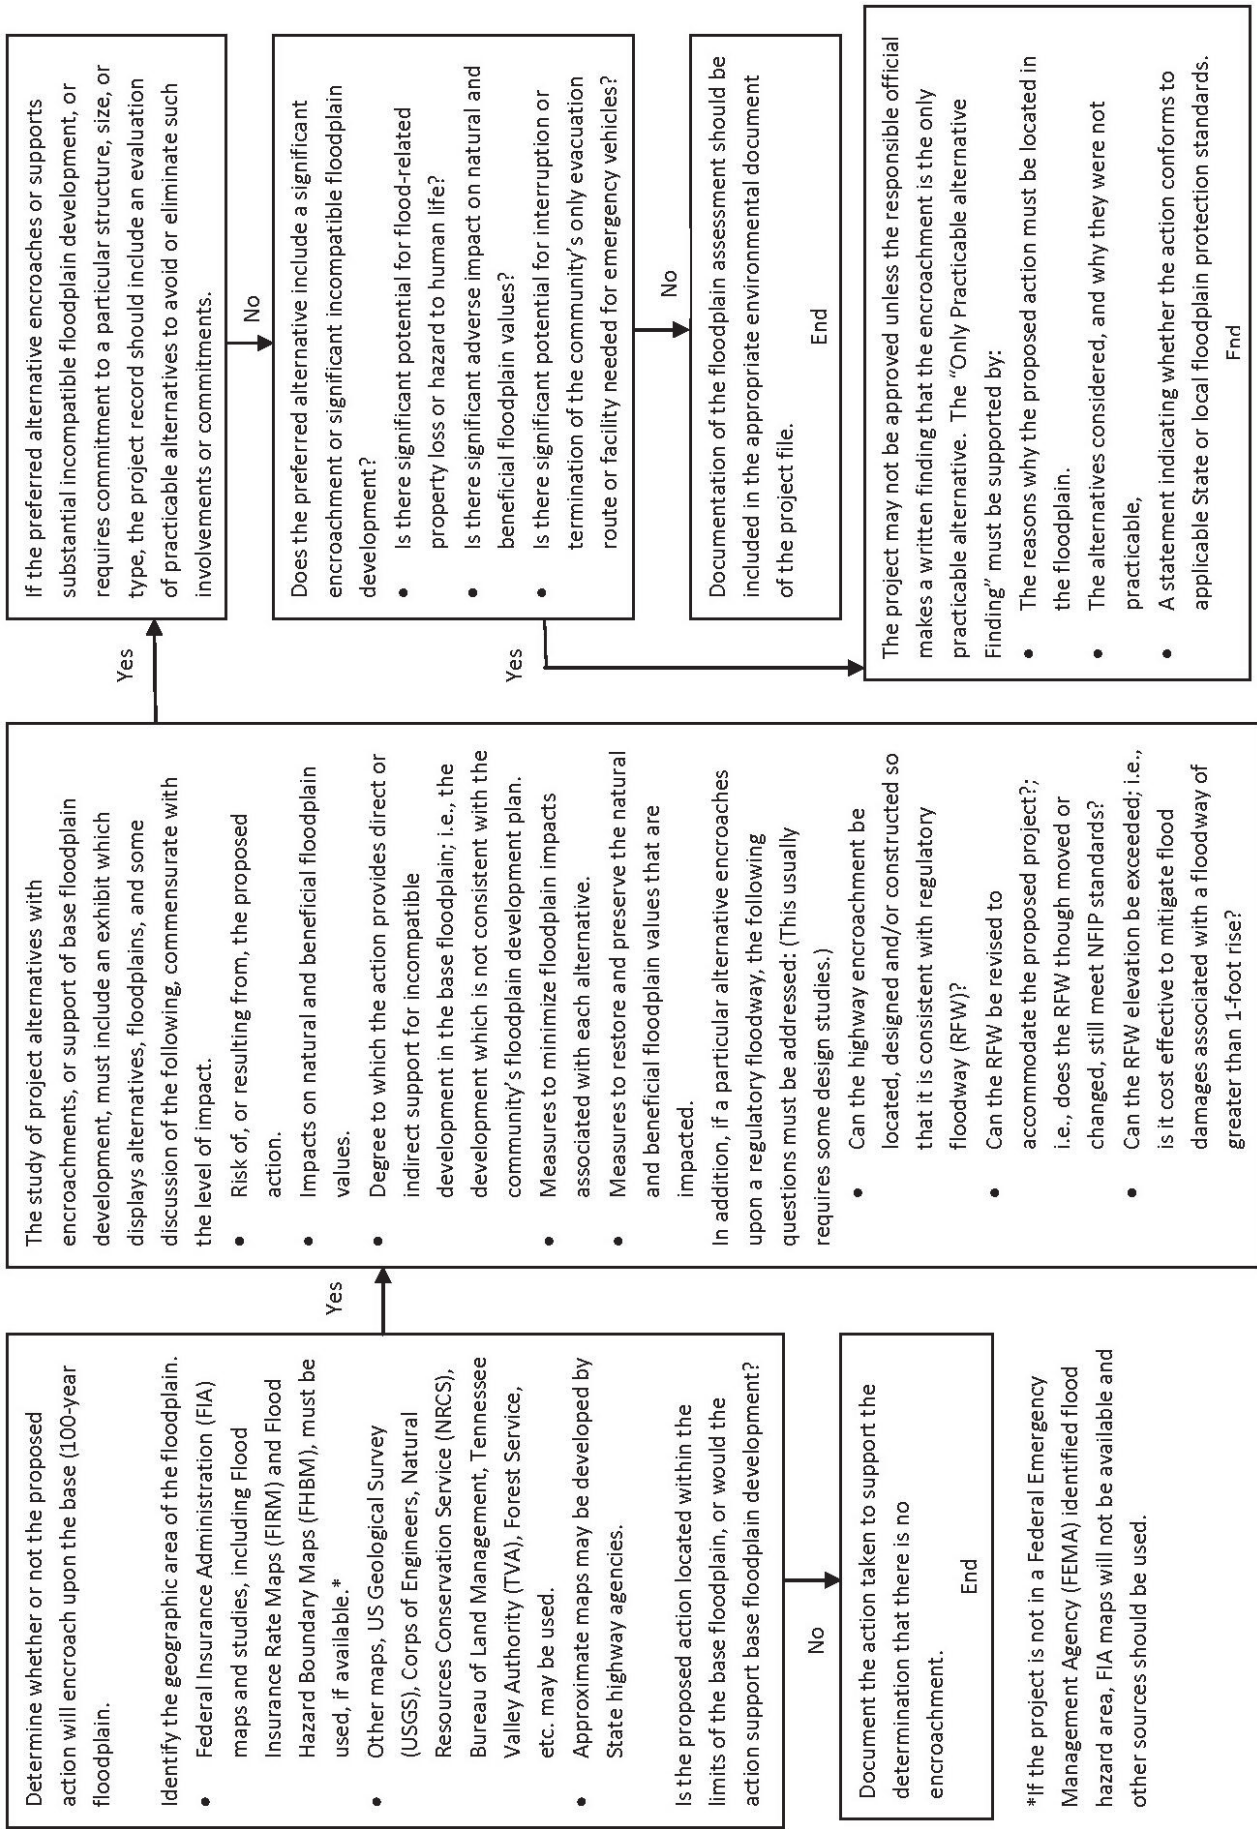 Determine whether or not the proposed
action will encroach upon the base (100-year
floodplain.
Identify the geographic area of the floodplain.
• Federal Insurance Administration (FIA)
maps and studies, including Flood
Insurance Rate Maps (FIRM) and Flood
Hazard Boundary Maps (FHBM), must be
used, if available.*
• Other maps, US Geological Survey
(USGS), Corps of Engineers, Natural
Resources Conservation Service (NRCS),
Bureau of Land Management, Tennessee
Valley Authority (TVA), Forest Service,
etc. may be used.
• Approximate maps may be developed by
State highway agencies.
Is the proposed action located within the
limits of the base floodplain, or would the
action support base floodplain development?
No
Document the action taken to support the
determination that there is no
encroachment.
End
*If the project is not in a Federal Emergency
Management Agency (FEMA) identified flood
hazard area, FIA maps will not be available and
other sources should be used.
Yes
The study of project alternatives with
encroachments, or support of base floodplain
development, must include an exhibit which
displays alternatives, floodplains, and some
discussion of the following, commensurate with
the level of impact.
• Risk of, or resulting from, the proposed
action.
• Impacts on natural and beneficial floodplain
values.
• Degree to which the action provides direct or
indirect support for incompatible
development in the base floodplain; i.e., the
development which is not consistent with the
community's floodplain development plan.
• Measures to minimize floodplain impacts
associated with each alternative.
• Measures to restore and preserve the natural
and beneficial floodplain values that are
impacted.
In addition, if a particular alternative encroaches
upon a regulatory floodway, the following
questions must be addressed: (This usually
requires some design studies.)
• Can the highway encroachment be
located, designed and/or constructed so
that it is consistent with regulatory
floodway (RFW)?
• Can the RFW be revised to
accommodate the proposed project?;
i.e., does the RFW though moved or
changed, still meet NFIP standards?
• Can the RFW elevation be exceeded; i.e.,
is it cost effective to mitigate flood
damages associated with a floodway of
greater than 1-foot rise?
Yes
If the preferred alternative encroaches or supports
substantial incompatible floodplain development, or
requires commitment to a particular structure, size, or
type, the project record should include an evaluation
of practicable alternatives to avoid or eliminate such
involvements or commitments.
No
Does the preferred alternative include a significant
encroachment or significant incompatible floodplain
development?
• Is there significant potential for flood-related
property loss or hazard to human life?
• Is there significant adverse impact on natural and
beneficial floodplain values?
• Is there significant potential for interruption or
termination of the community's only evacuation
route or facility needed for emergency vehicles?
No
Documentation of the floodplain assessment should be
included in the appropriate environmental document
of the project file.
End
Yes
The project may not be approved unless the responsible official
makes a written finding that the encroachment is the only
practicable alternative. The “Only Practicable alternative
Finding” must be supported by:
• The reasons why the proposed action must be located in
the floodplain.
• The alternatives considered, and why they were not
practicable,
• A statement indicating whether the action conforms to
applicable State or local floodplain protection standards.
End